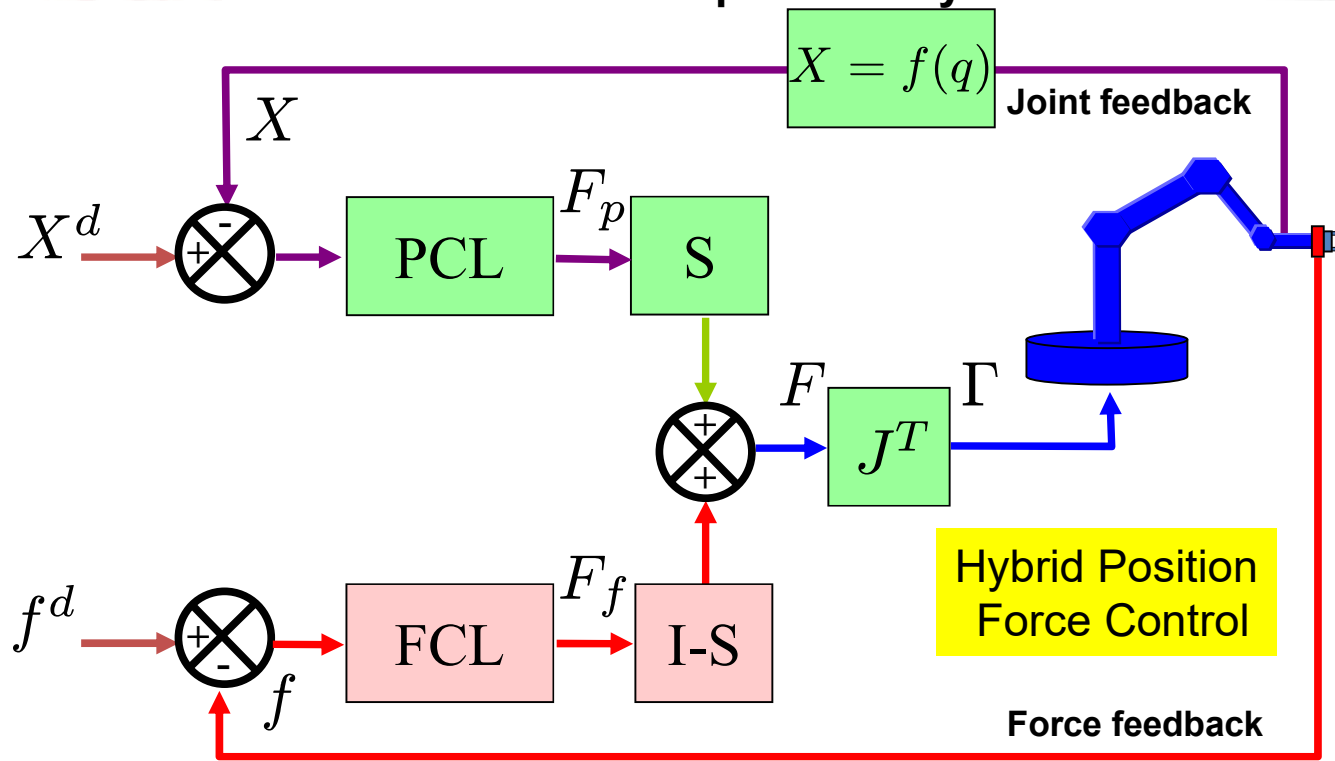 X = f(q)
Joint feedback
X
X^d
-
+
PCL
F_p
S
+
+
F
J^T
Γ
Hybrid Position
Force Control
f^d
+
-
f
FCL
F_f
I-S
Force feedback